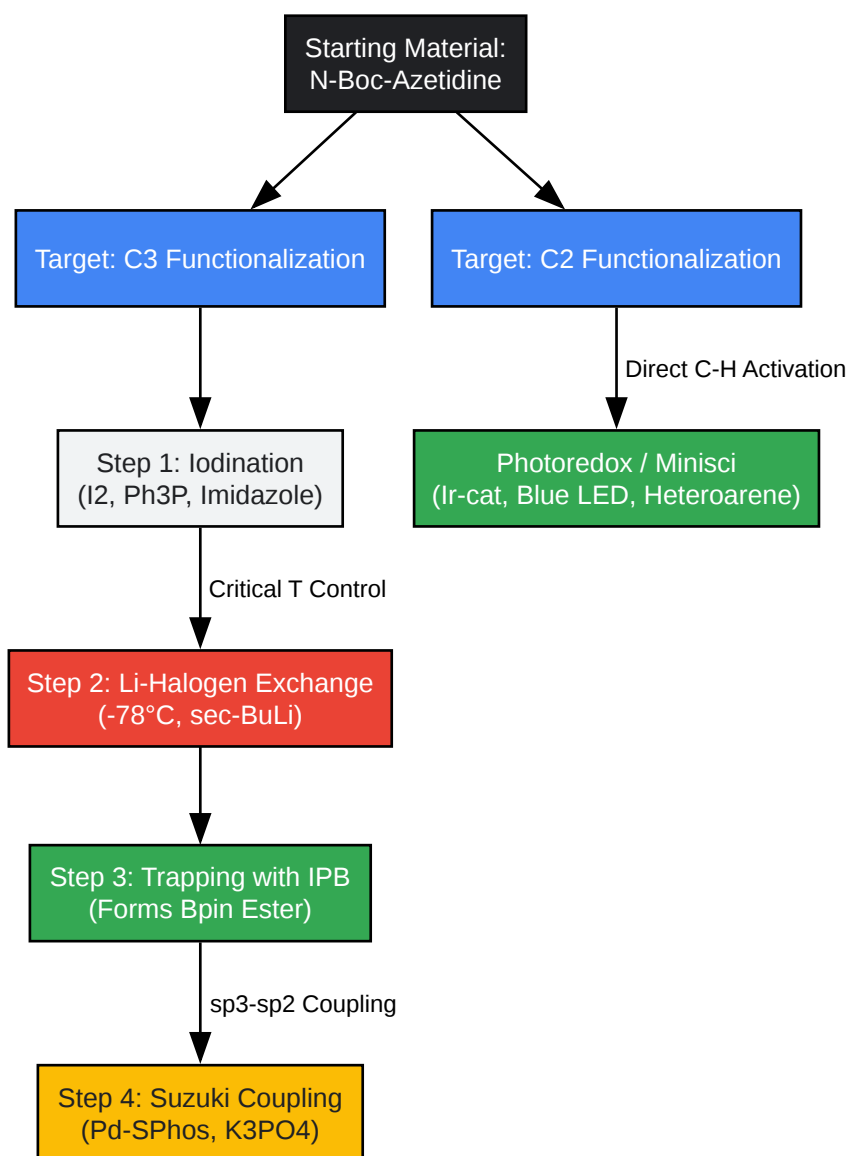 Starting Material:
N-Boc-Azetidine
Target: C3 Functionalization
Target: C2 Functionalization
Direct C-H Activation
Step 1: Iodination
(I2, Ph3P, Imidazole)
Photoredox / Minisci
(Ir-cat, Blue LED, Heteroarene)
Critical T Control
Step 2: Li-Halogen Exchange
(-78°C, sec-BuLi)
Step 3: Trapping with IPB
(Forms Bpin Ester)
sp3-sp2 Coupling
Step 4: Suzuki Coupling
(Pd-SPhos, K3PO4)